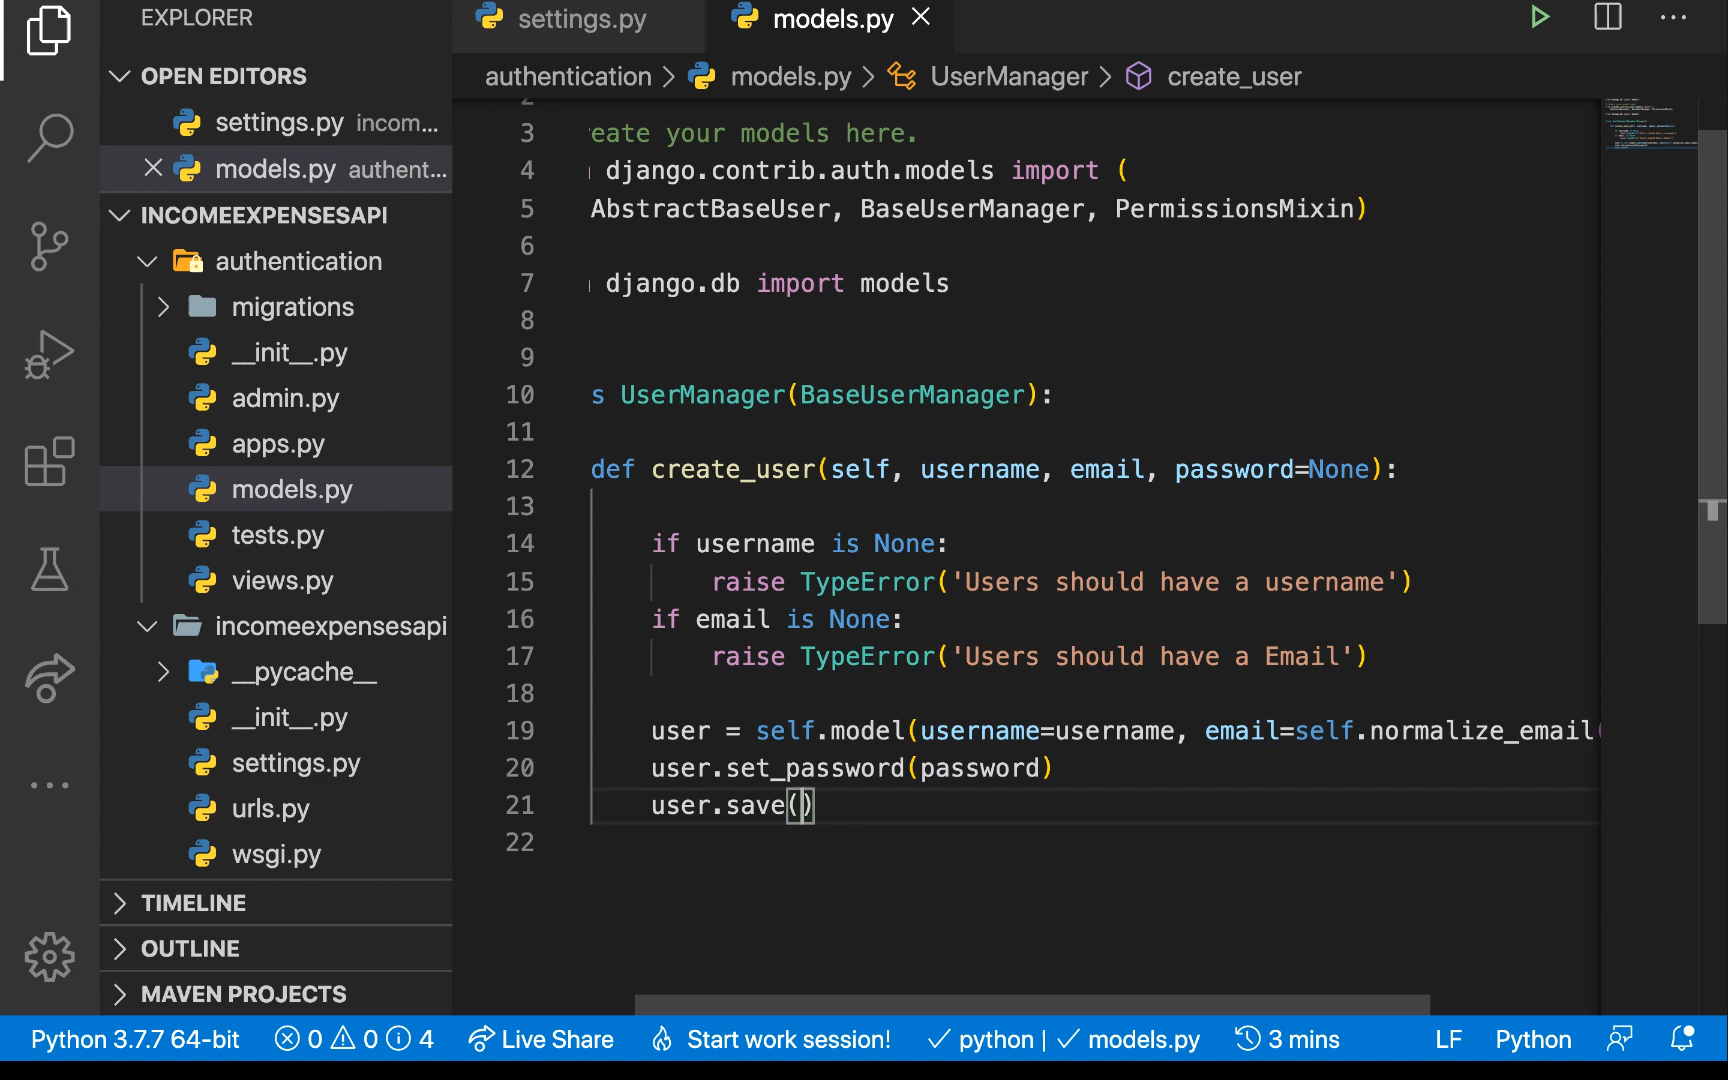 EXPLORER
OPEN EDITORS
settings.py incom...
models.py authent...
INCOMEEXPENSESAPI
authentication
migrations
__init__.py
admin.py
apps.py
models.py
tests.py
views.py
incomeexpensesapi
__pycache__
__init__.py
settings.py
urls.py
wsgi.py
TIMELINE
OUTLINE
MAVEN PROJECTS
settings.py
models.py
authentication > models.py > UserManager > create_user
2
3 eate your models here.
4 django.contrib.auth.models import (
5 AbstractBaseUser, BaseUserManager, PermissionsMixin)
6
7 django.db import models
8
9
10 s UserManager(BaseUserManager):
11
12 def create_user(self, username, email, password=None):
13
14 if username is None:
15 raise TypeError('Users should have a username')
16 if email is None:
17 raise TypeError('Users should have a Email')
18
19 user = self.model(username=username, email=self.normalize_email(
20 user.set_password(password)
21 user.save()
22
Python 3.7.7 64-bit 0 0 4 Live Share Start work session! ✓ python | ✓ models.py 3 mins LF Python